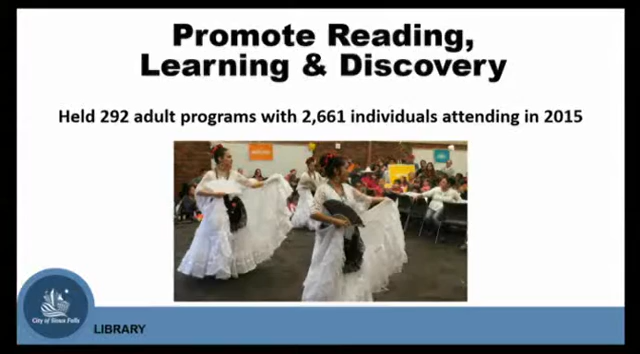 Promote Reading,
Learning & Discovery
Held 292 adult programs with 2,661 individuals attending in 2015
City of Sioux Falls
LIBRARY